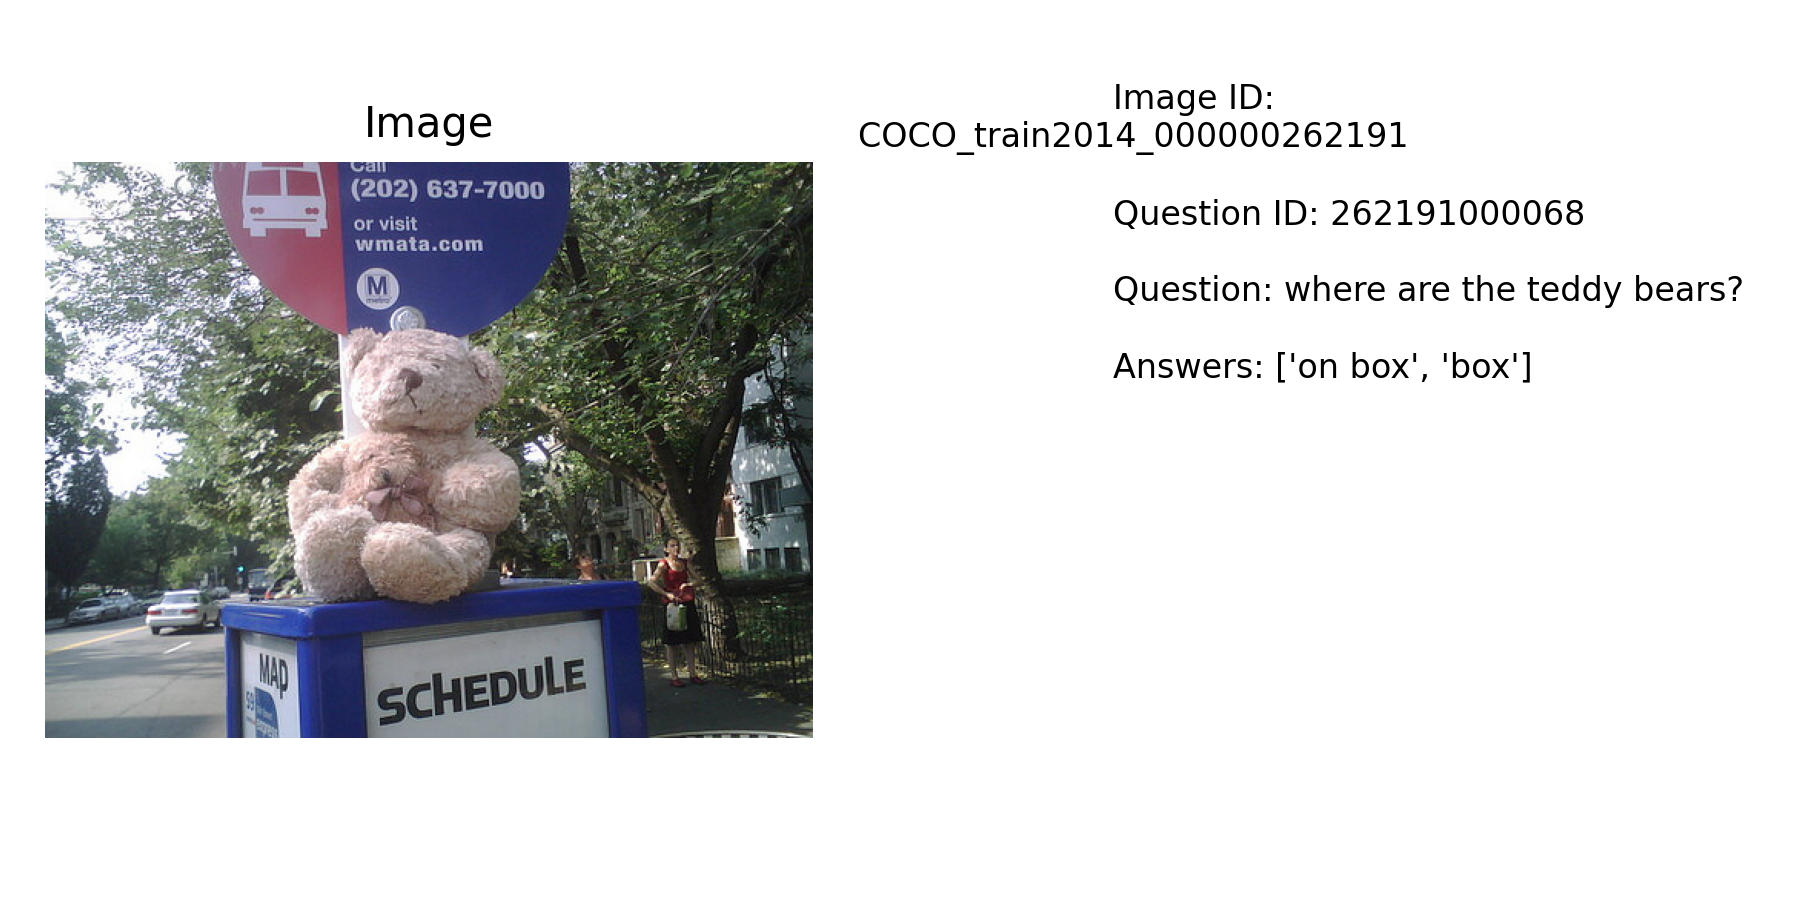 Image
Call
(202) 637-7000
or visit
wmata.com
M
metro
MAP
SCHEDULE
Image ID:
COCO_train2014_000000262191
Question ID: 262191000068
Question: where are the teddy bears?
Answers: ['on box', 'box']